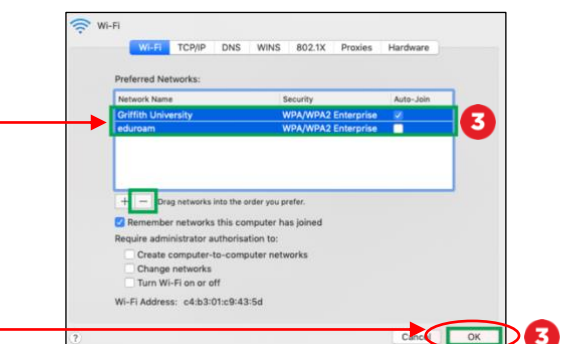 Wi-Fi
Wi-Fi TCP/IP DNS WINS 802.1X Proxies Hardware
Preferred Networks:
Network Name Security Auto-Join
Griffith University WPA/WPA2 Enterprise
eduroam WPA/WPA2 Enterprise
3
+ − Drag networks into the order you prefer.
Remember networks this computer has joined
Require administrator authorisation to:
Create computer-to-computer networks
Change networks
Turn Wi-Fi on or off
Wi-Fi Address: c4:b3:01:c9:43:5d
? Cancel OK 3